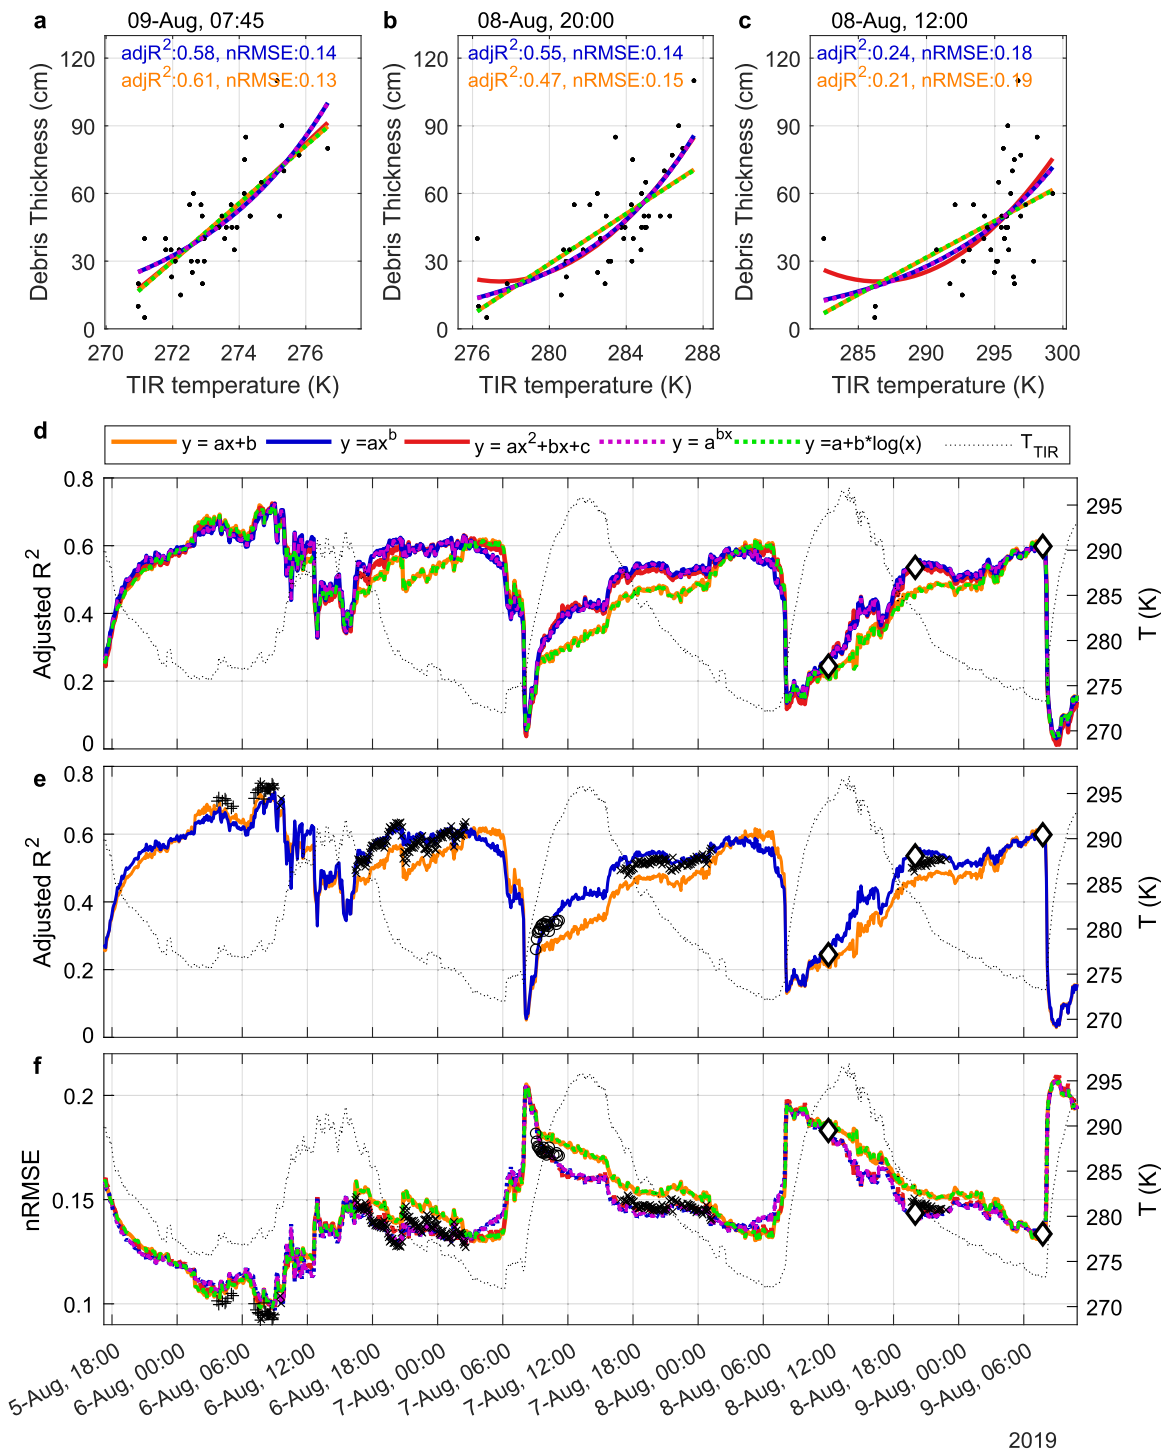 a 09-Aug, 07:45
b 08-Aug, 20:00
c 08-Aug, 12:00
adjR²:0.58, nRMSE:0.14
adjR²:0.61, nRMSE:0.13
adjR²:0.55, nRMSE:0.14
adjR²:0.47, nRMSE:0.15
adjR²:0.24, nRMSE:0.18
adjR²:0.21, nRMSE:0.19
Debris Thickness (cm)
120
90
60
30
0
270 272 274 276
TIR temperature (K)
Debris Thickness (cm)
120
90
60
30
0
276 280 284 288
TIR temperature (K)
Debris Thickness (cm)
120
90
60
30
0
285 290 295 300
TIR temperature (K)
d
y = ax+b y =ax^b y = ax²+bx+c y = a^bx y =a+b*log(x) T_TIR
Adjusted R²
0.8
0.6
0.4
0.2
0
295
290
285
280
275
270
T (K)
e
Adjusted R²
0.8
0.6
0.4
0.2
0
295
290
285
280
275
270
T (K)
f
nRMSE
0.2
0.15
0.1
295
290
285
280
275
270
T (K)
5-Aug, 18:00
6-Aug, 00:00
6-Aug, 06:00
6-Aug, 12:00
6-Aug, 18:00
7-Aug, 00:00
7-Aug, 06:00
7-Aug, 12:00
7-Aug, 18:00
8-Aug, 00:00
8-Aug, 06:00
8-Aug, 12:00
8-Aug, 18:00
9-Aug, 00:00
9-Aug, 06:00
2019